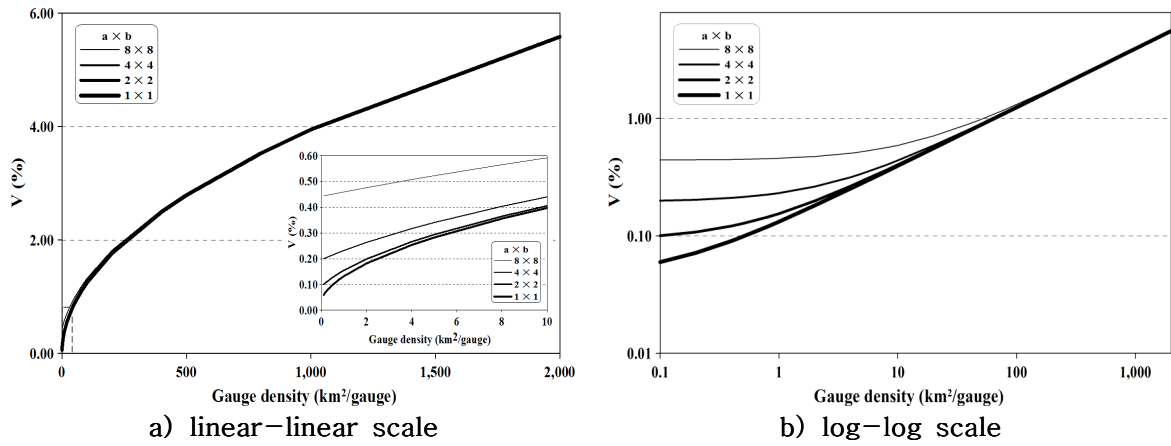 6.00
4.00
2.00
0.00
V (%)
a × b
8 × 8
4 × 4
2 × 2
1 × 1
0.60
0.50
0.40
0.30
0.20
0.10
0.00
V (%)
a × b
8 × 8
4 × 4
2 × 2
1 × 1
0 2 4 6 8 10
Gauge density (km²/gauge)
0 500 1,000 1,500 2,000
Gauge density (km²/gauge)
a) linear-linear scale
1.00
0.10
0.01
V (%)
a × b
8 × 8
4 × 4
2 × 2
1 × 1
0.1 1 10 100 1,000
Gauge density (km²/gauge)
b) log-log scale